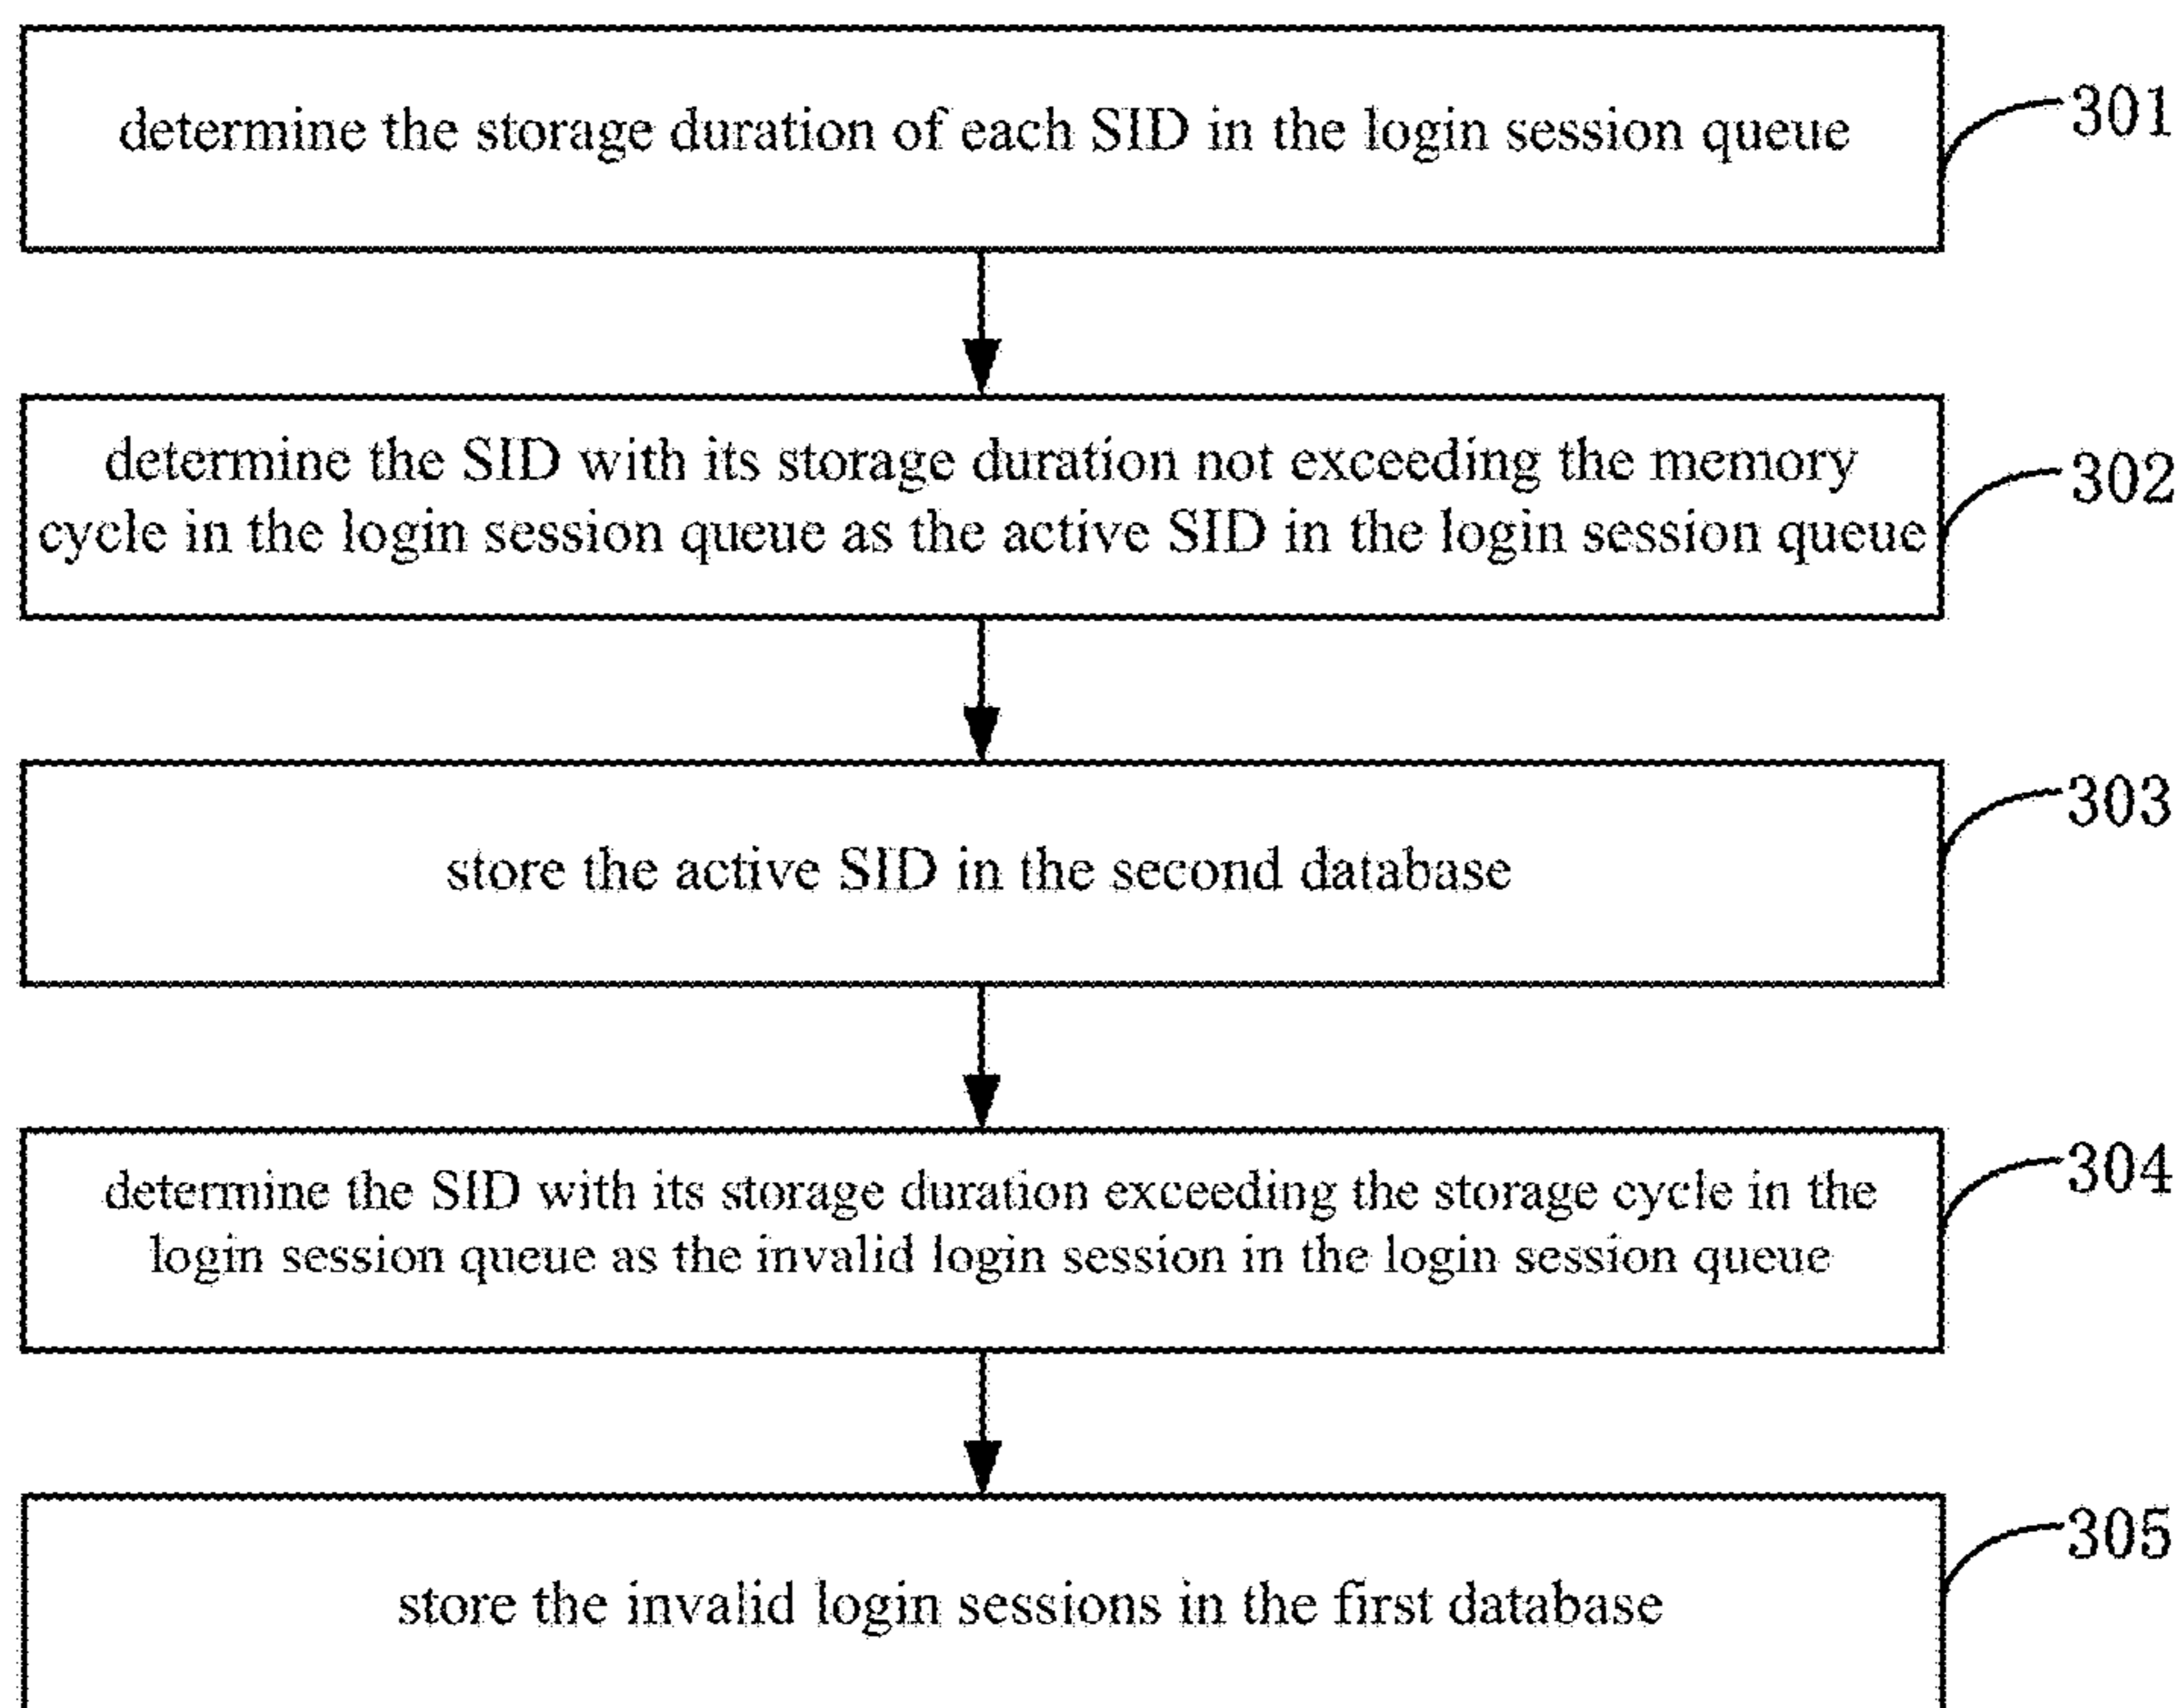 determine the storage duration of each SID in the login session queue
301
determine the SID with its storage duration not exceeding the memory
cycle in the login session queue as the active SID in the login session queue
302
store the active SID in the second database
303
determine the SID with its storage duration exceeding the storage cycle in the
login session queue as the invalid login session in the login session queue
304
store the invalid login sessions in the first database
305